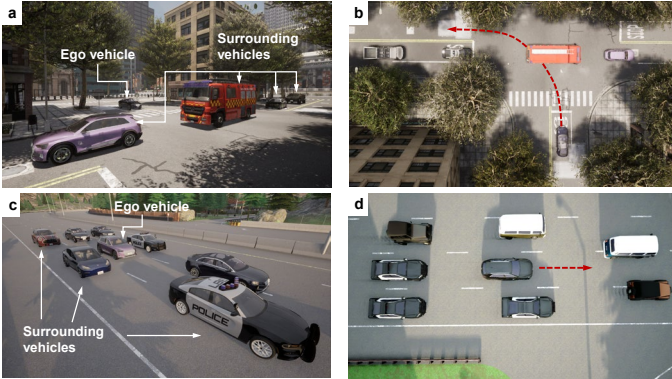 a
Ego vehicle
Surrounding
vehicles
b
c
Ego vehicle
Surrounding
vehicles
POLICE
d